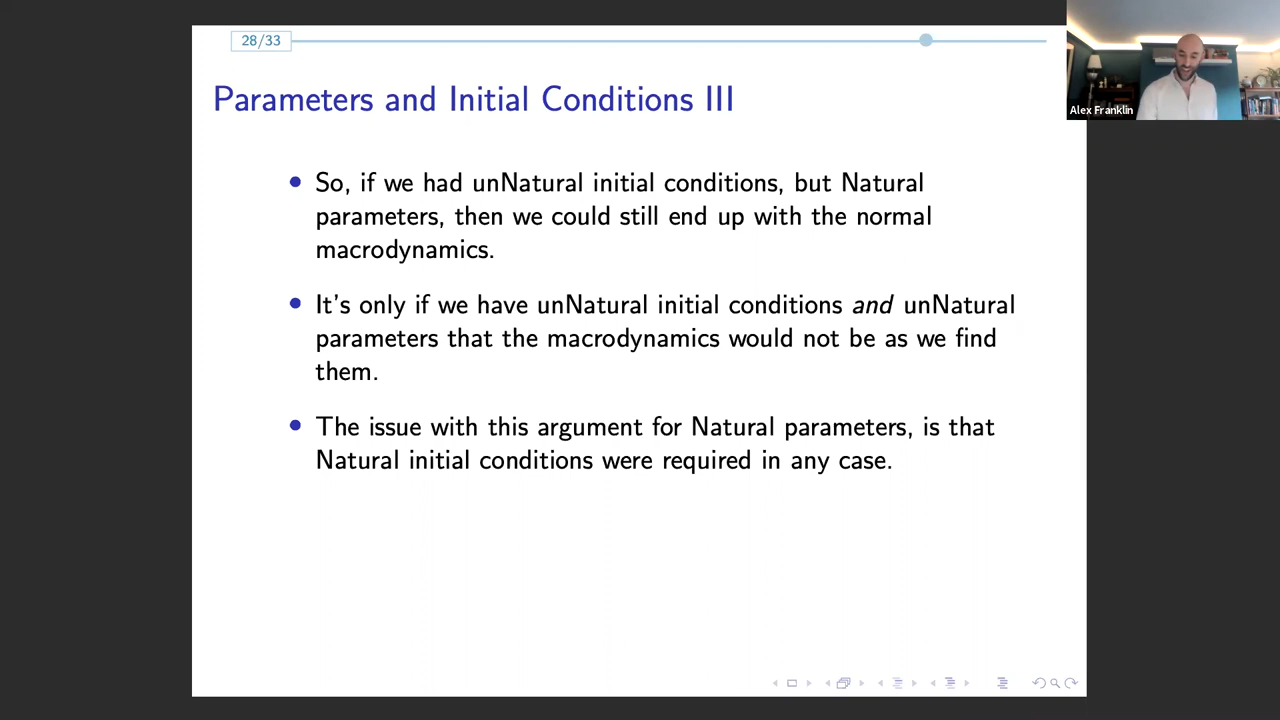 28/33
Alex Franklin
Parameters and Initial Conditions III
So, if we had unNatural initial conditions, but Natural
parameters, then we could still end up with the normal
macrodynamics.
It's only if we have unNatural initial conditions and unNatural
parameters that the macrodynamics would not be as we find
them.
The issue with this argument for Natural parameters, is that
Natural initial conditions were required in any case.